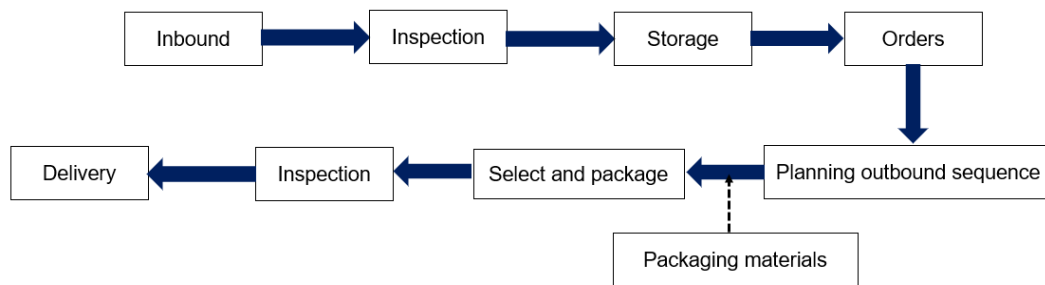 Inbound
Inspection
Storage
Orders
Planning outbound sequence
Select and package
Inspection
Delivery
Packaging materials